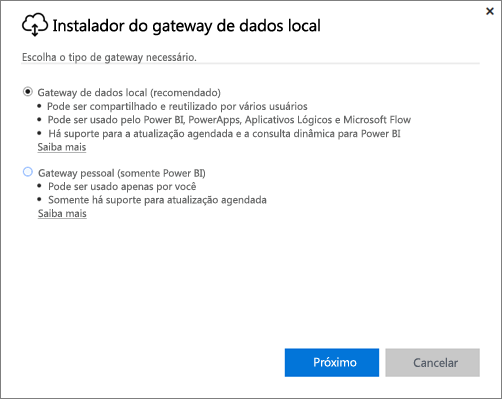 Instalador do gateway de dados local
Escolha o tipo de gateway necessário.
Gateway de dados local (recomendado)
• Pode ser compartilhado e reutilizado por vários usuários
• Pode ser usado pelo Power BI, PowerApps, Aplicativos Lógicos e Microsoft Flow
• Há suporte para a atualização agendada e a consulta dinâmica para Power BI
Saiba mais
Gateway pessoal (somente Power BI)
• Pode ser usado apenas por você
• Somente há suporte para atualização agendada
Saiba mais
Próximo
Cancelar